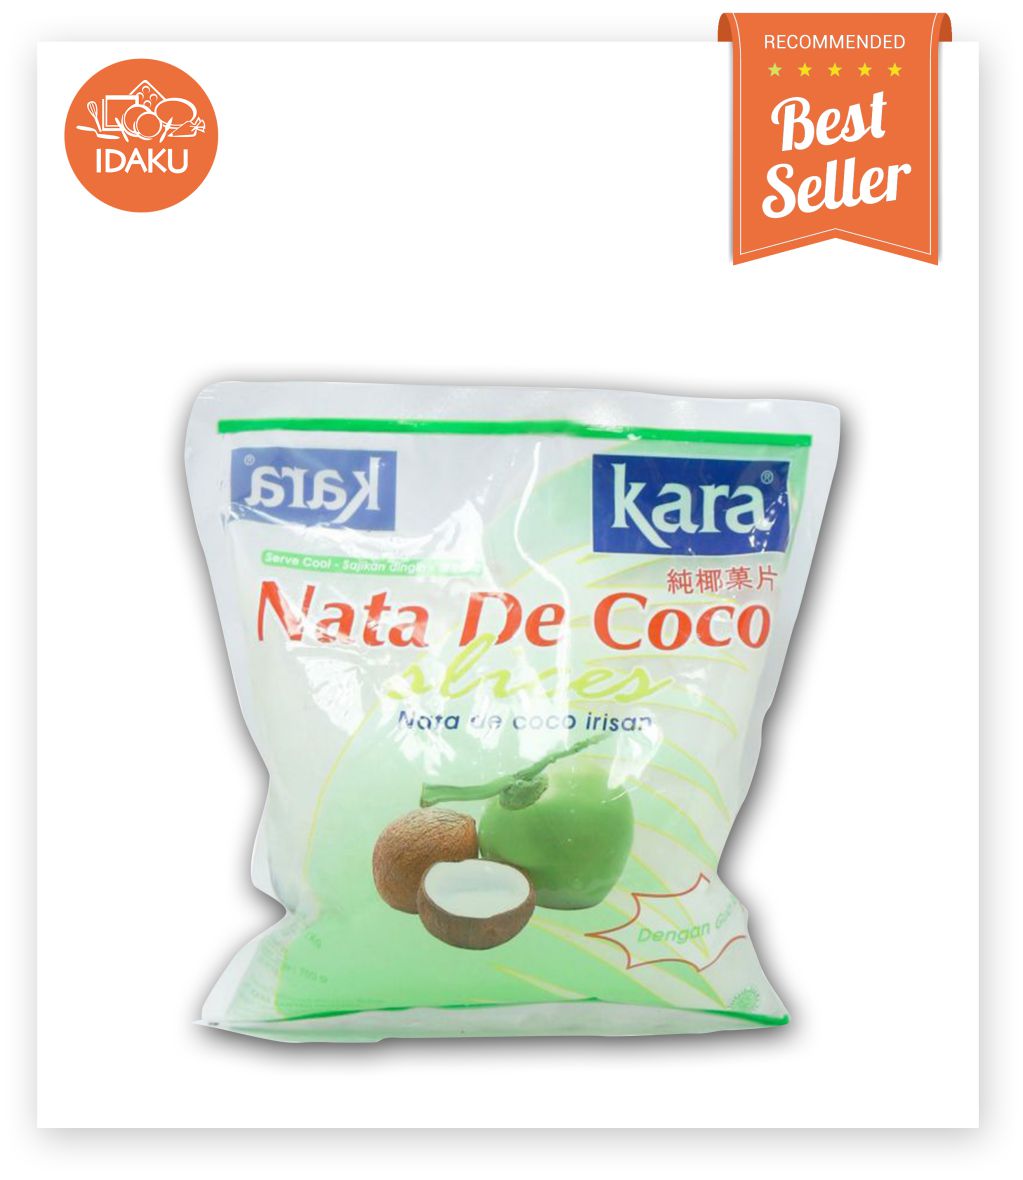 IDAKU
RECOMMENDED
Best
Seller
kara®
kara®
Serve Cool - Sajikan dingin
純椰菓片
Nata De Coco
slices
Nata de coco irisan
Dengan